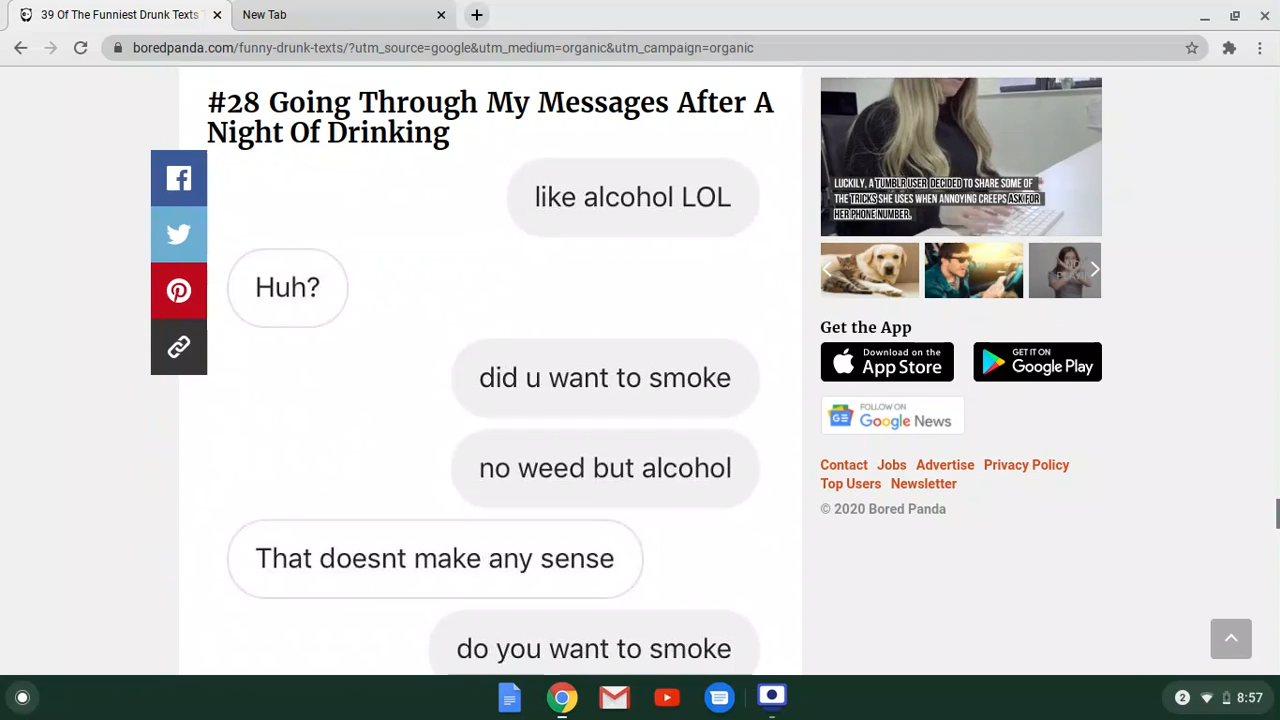 39 Of The Funniest Drunk Texts
New Tab
boredpanda.com/funny-drunk-texts/?utm_source=google&utm_medium=organic&utm_campaign=organic
#28 Going Through My Messages After A
Night Of Drinking
like alcohol LOL
Huh?
did u want to smoke
no weed but alcohol
That doesnt make any sense
do you want to smoke
LUCKILY, A TUMBLR USER DECIDED TO SHARE SOME OF
THE TRICKS SHE USES WHEN ANNOYING CREEPS ASK FOR
HER PHONE NUMBER.
Get the App
Download on the
App Store
GET IT ON
Google Play
FOLLOW ON
GE Google News
Contact Jobs Advertise Privacy Policy
Top Users Newsletter
© 2020 Bored Panda
2 8:57